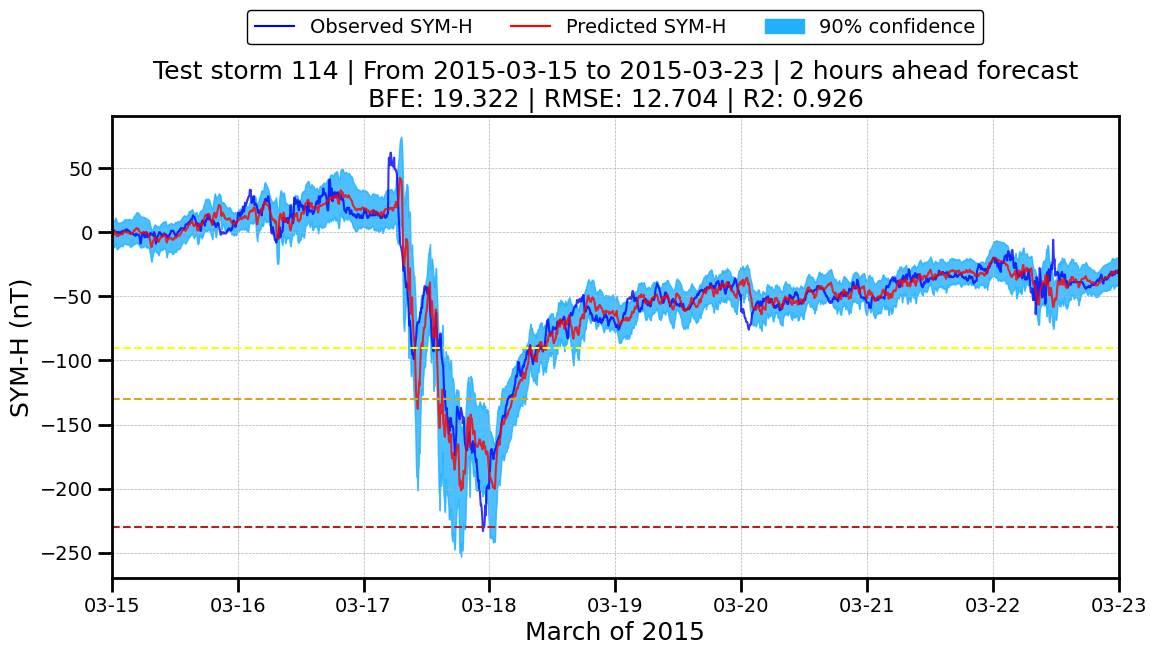 Observed SYM-H Predicted SYM-H 90% confidence
Test storm 114 | From 2015-03-15 to 2015-03-23 | 2 hours ahead forecast
BFE: 19.322 | RMSE: 12.704 | R2: 0.926
SYM-H (nT)
50
0
−50
−100
−150
−200
−250
03-15 03-16 03-17 03-18 03-19 03-20 03-21 03-22 03-23
March of 2015